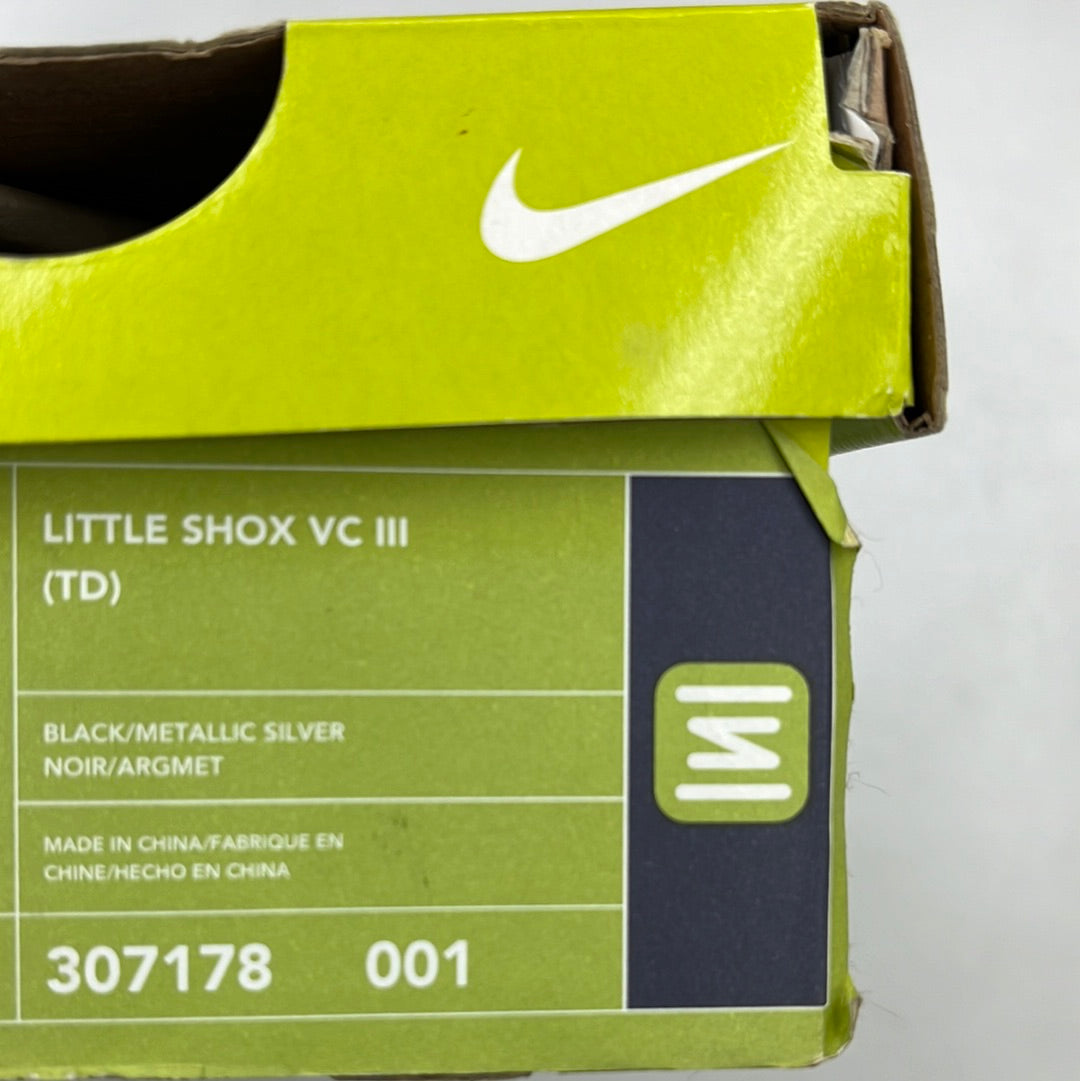 LITTLE SHOX VC III
(TD)
BLACK/METALLIC SILVER
NOIR/ARGMET
MADE IN CHINA/FABRIQUE EN
CHINE/HECHO EN CHINA
307178 001